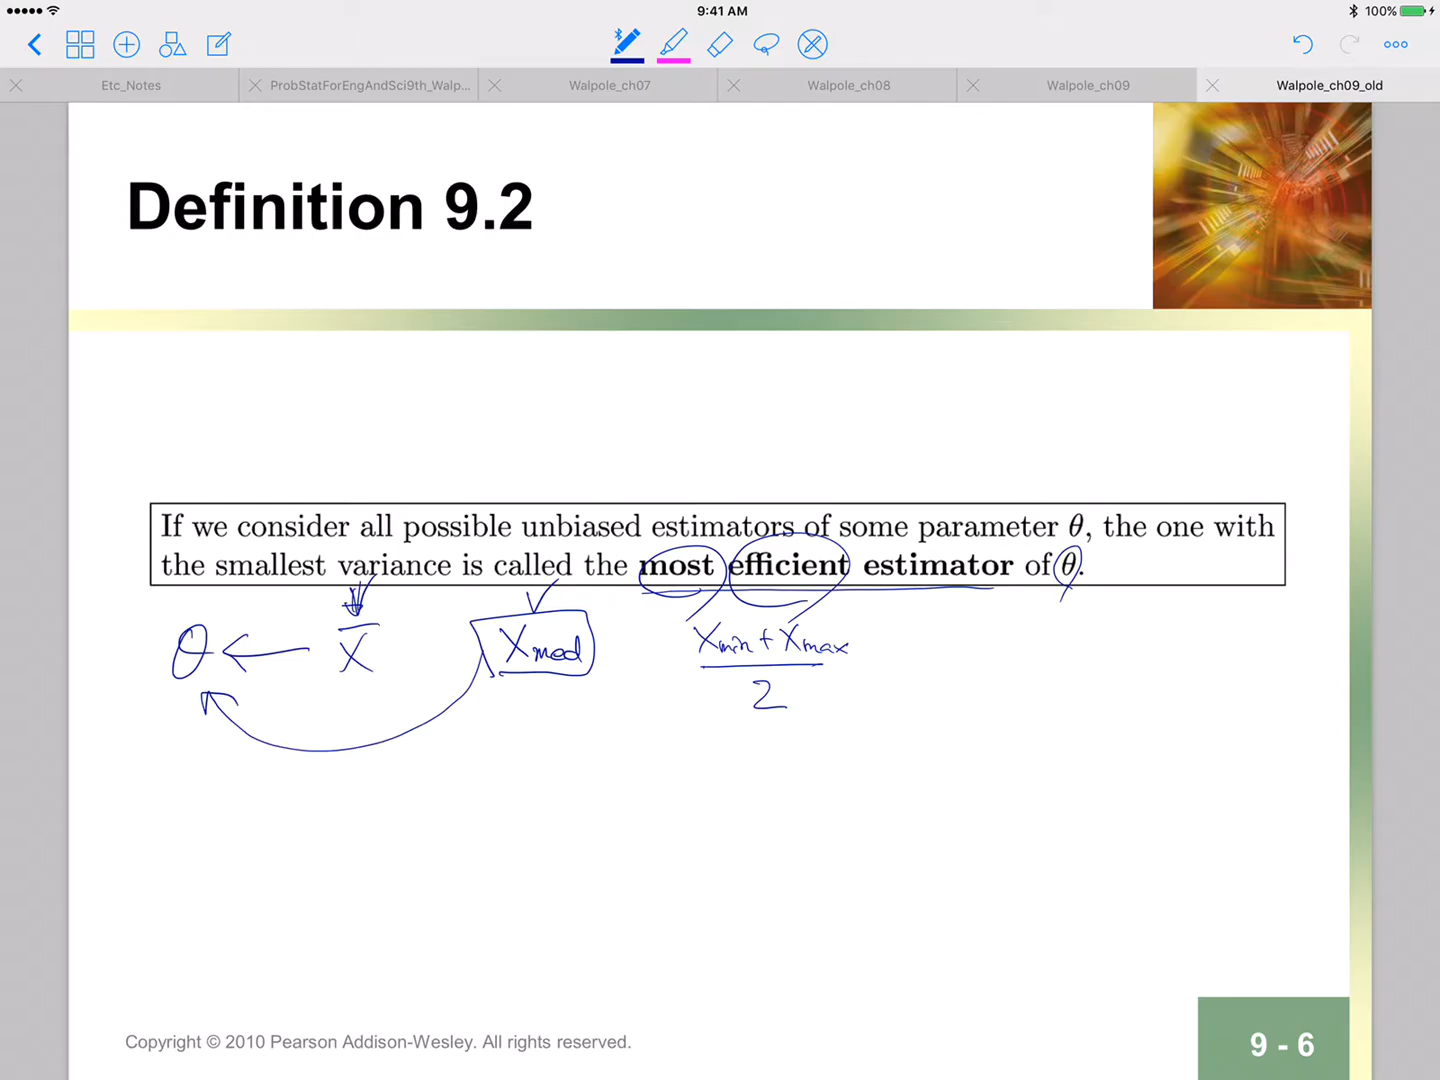 9:41 AM
100%
Etc_Notes
ProbStatForEngAndSci9th_Walp...
Walpole_ch07
Walpole_ch08
Walpole_ch09
Walpole_ch09_old
Definition 9.2
If we consider all possible unbiased estimators of some parameter θ, the one with
the smallest variance is called the most efficient estimator of θ.
θ ← X̄ Xmed Xmin + Xmax
2
Copyright © 2010 Pearson Addison-Wesley. All rights reserved.
9 - 6